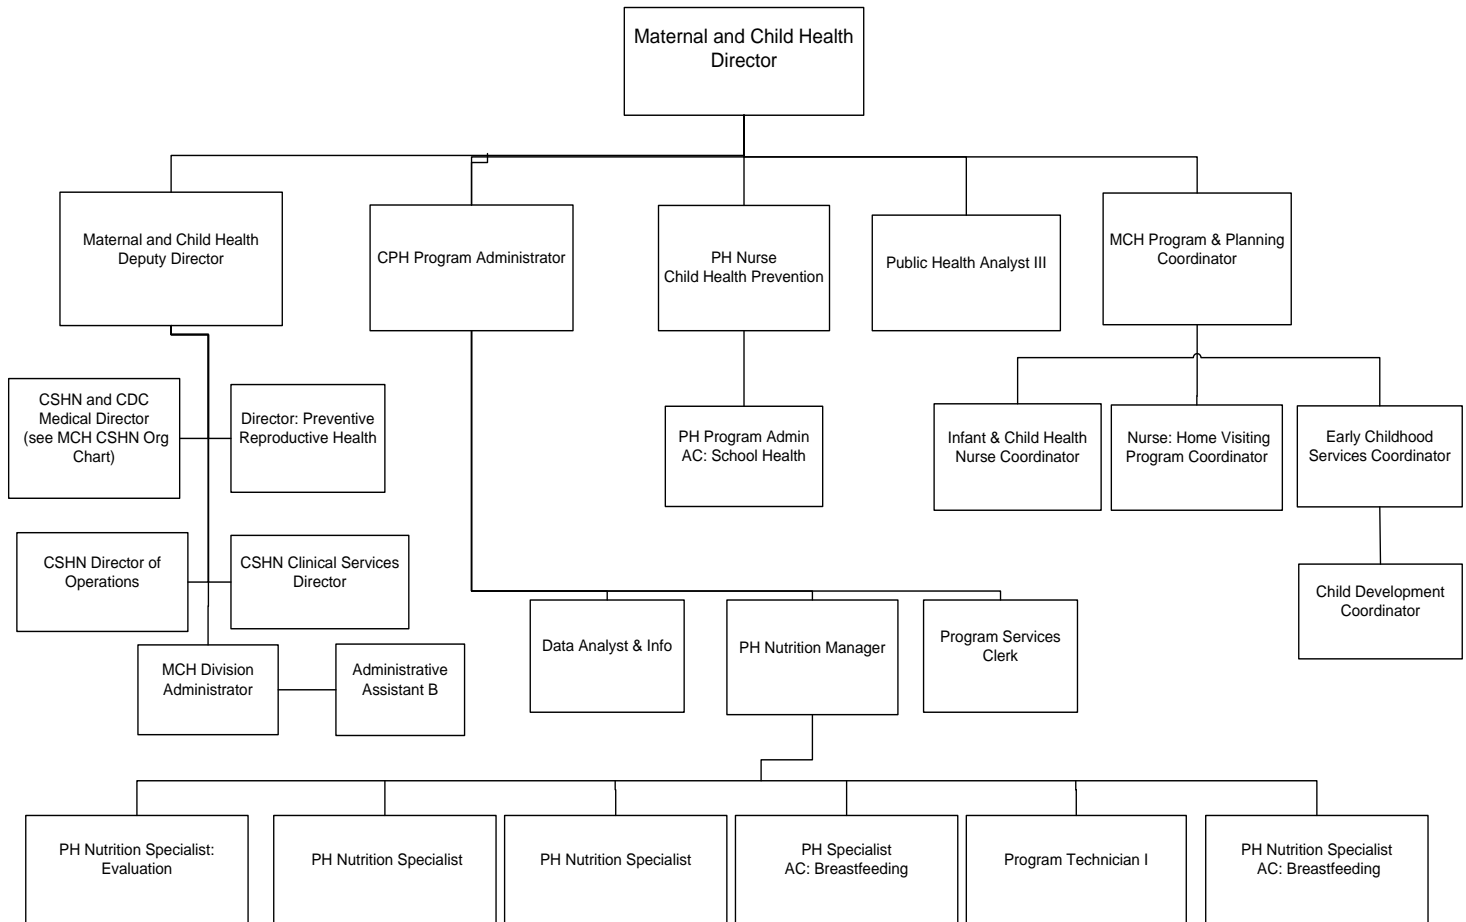 Maternal and Child Health
Director
Maternal and Child Health
Deputy Director
CPH Program Administrator
PH Nurse
Child Health Prevention
Public Health Analyst III
MCH Program & Planning
Coordinator
CSHN and CDC
Medical Director
(see MCH CSHN Org
Chart)
Director: Preventive
Reproductive Health
PH Program Admin
AC: School Health
Infant & Child Health
Nurse Coordinator
Nurse: Home Visiting
Program Coordinator
Early Childhood
Services Coordinator
CSHN Director of
Operations
CSHN Clinical Services
Director
Child Development
Coordinator
Data Analyst & Info
PH Nutrition Manager
Program Services
Clerk
MCH Division
Administrator
Administrative
Assistant B
PH Nutrition Specialist:
Evaluation
PH Nutrition Specialist
PH Nutrition Specialist
PH Specialist
AC: Breastfeeding
Program Technician I
PH Nutrition Specialist
AC: Breastfeeding